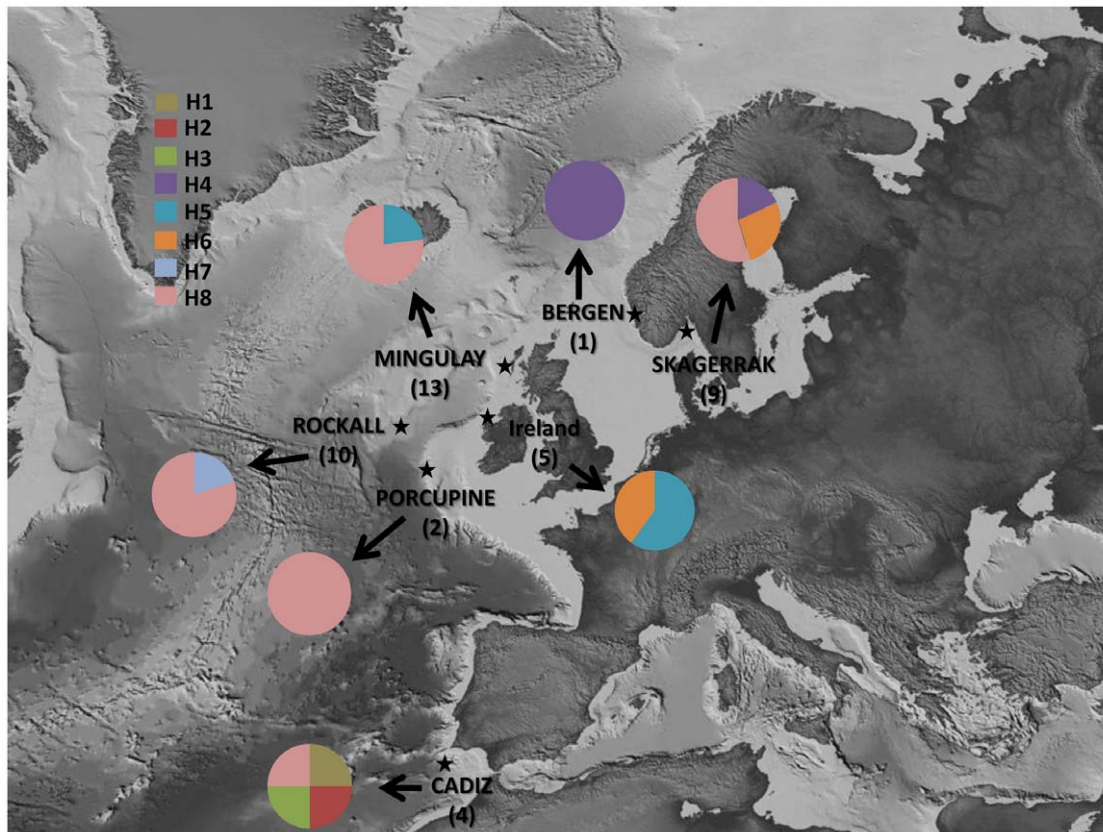 H1
H2
H3
H4
H5
H6
H7
H8
BERGEN
(1)
SKAGERRAK
(9)
MINGULAY
(13)
ROCKALL
(10)
Ireland
(5)
PORCUPINE
(2)
CADIZ
(4)